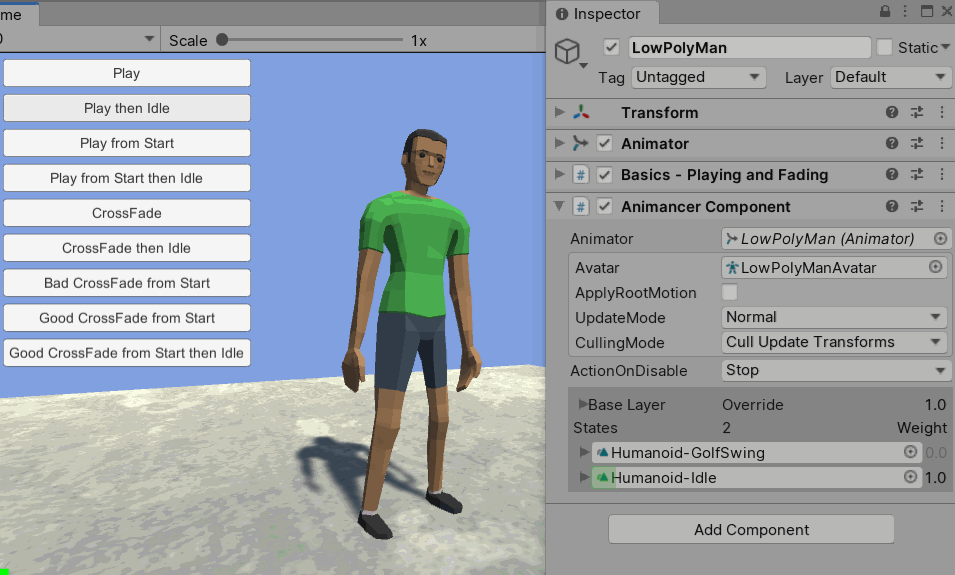 me
Scale 1x
Play
Play then Idle
Play from Start
Play from Start then Idle
CrossFade
CrossFade then Idle
Bad CrossFade from Start
Good CrossFade from Start
Good CrossFade from Start then Idle
Inspector
LowPolyMan Static
Tag Untagged Layer Default
Transform
Animator
Basics - Playing and Fading
Animancer Component
Animator LowPolyMan (Animator)
Avatar LowPolyManAvatar
ApplyRootMotion
UpdateMode Normal
CullingMode Cull Update Transforms
ActionOnDisable Stop
Base Layer Override 1.0
States 2 Weight
Humanoid-GolfSwing 0.0
Humanoid-Idle 1.0
Add Component